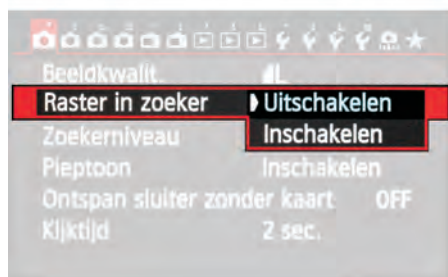 Beeldkwalit. L
Raster in zoeker Uitschakelen
Zoekerniveau Inschakelen
Pieptoon Inschakelen
Ontspan sluiter zonder kaart OFF
Kijktijd 2 sec.